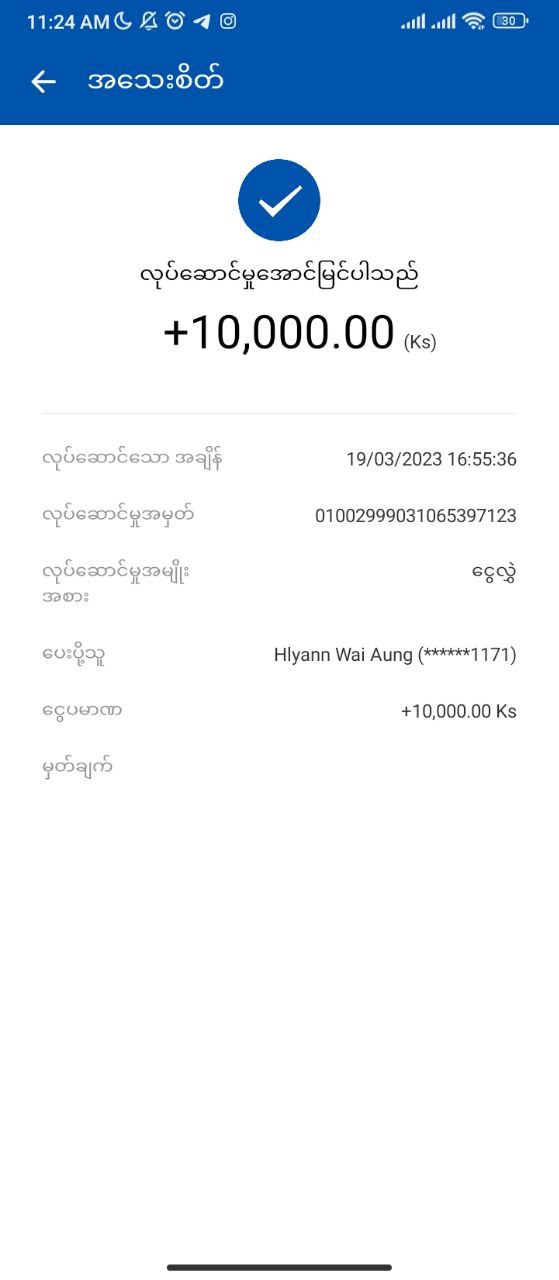 11:24 AM
30
အသေးစိတ်
လုပ်ဆောင်မှုအောင်မြင်ပါသည်
+10,000.00 (Ks)
လုပ်ဆောင်သော အချိန် 19/03/2023 16:55:36
လုပ်ဆောင်မှုအမှတ် 01002999031065397123
လုပ်ဆောင်မှုအမျိုး ငွေလွှဲ
အစား
ပေးပို့သူ Hlyann Wai Aung (******1171)
ငွေပမာဏ +10,000.00 Ks
မှတ်ချက်